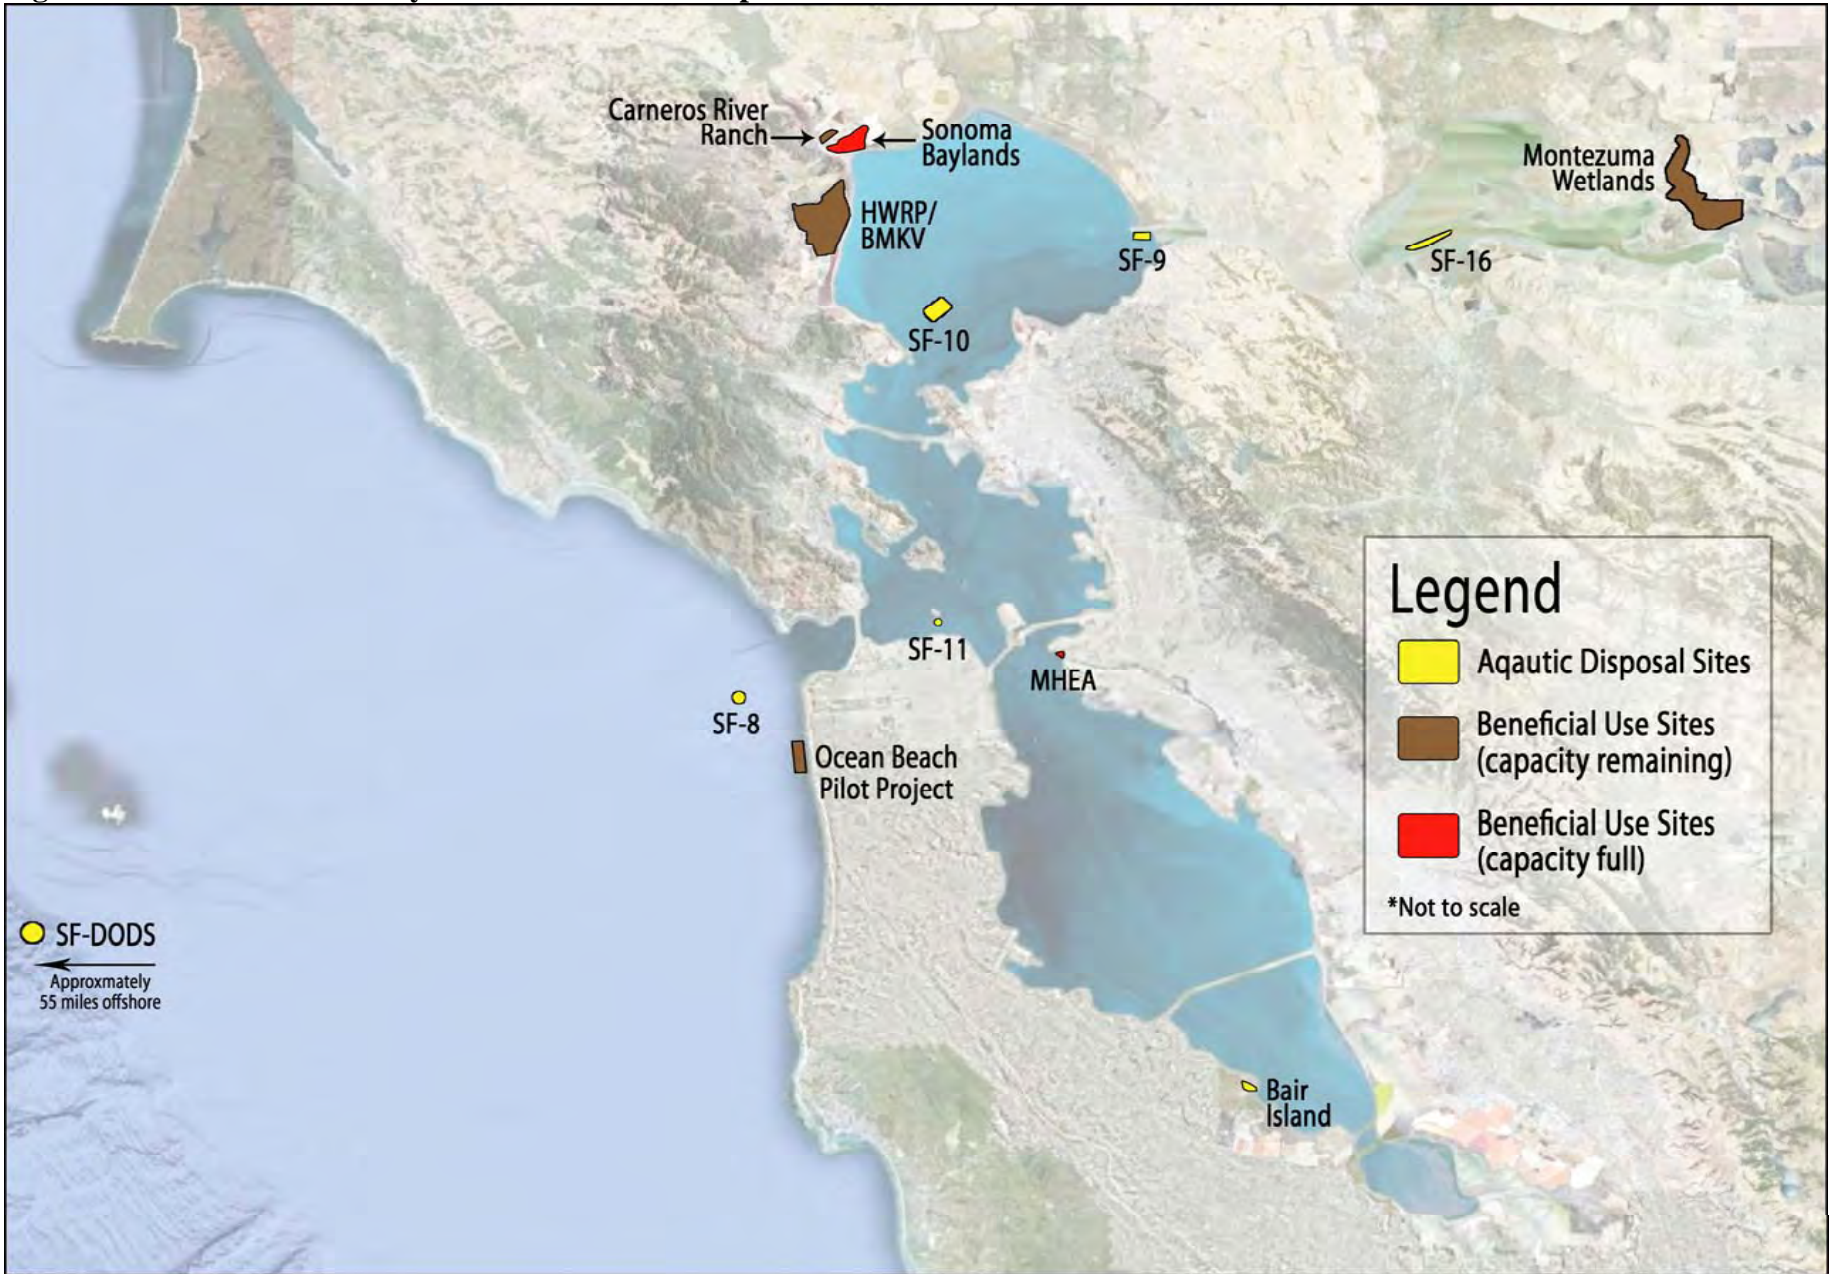 Carneros River
Ranch
Sonoma
Baylands
Montezuma
Wetlands
HWRP/
BMKV
SF-9
SF-16
SF-10
SF-11
MHEA
SF-8
Ocean Beach
Pilot Project
SF-DODS
Approxmately
55 miles offshore
Bair
Island
Legend
Aqautic Disposal Sites
Beneficial Use Sites
(capacity remaining)
Beneficial Use Sites
(capacity full)
*Not to scale